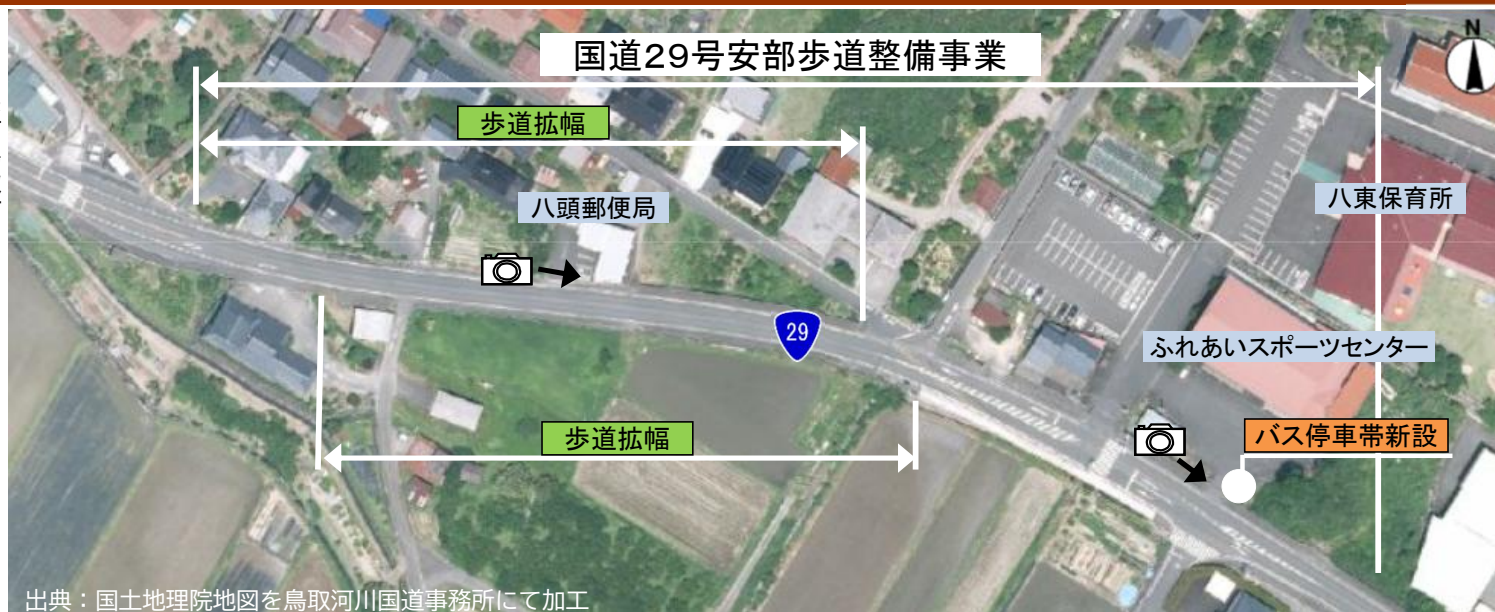 国道29号安部歩道整備事業
N
歩道拡幅
八頭郵便局
八東保育所
29
ふれあいスポーツセンター
歩道拡幅
バス停車帯新設
出典：国土地理院地図を鳥取河川国道事務所にて加工